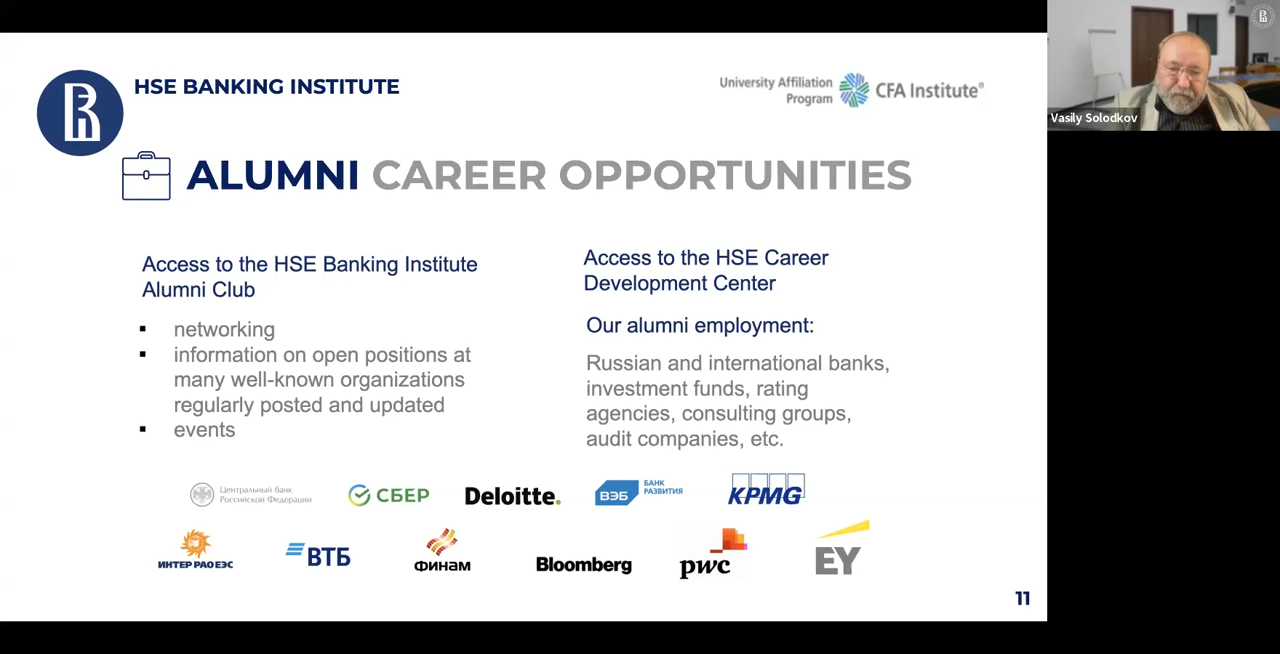 HSE BANKING INSTITUTE
University Affiliation
Program
CFA Institute®
ALUMNI CAREER OPPORTUNITIES
Access to the HSE Banking Institute
Alumni Club
▪ networking
▪ information on open positions at
many well-known organizations
regularly posted and updated
▪ events
Access to the HSE Career
Development Center
Our alumni employment:
Russian and international banks,
investment funds, rating
agencies, consulting groups,
audit companies, etc.
Центральный банк
Российской Федерации
СБЕР
Deloitte.
ВЭБ
БАНК
РАЗВИТИЯ
KPMG
ИНТЕР РАО ЕЭС
ВТБ
ФИНАМ
Bloomberg
pwc
EY
11
Vasily Solodkov